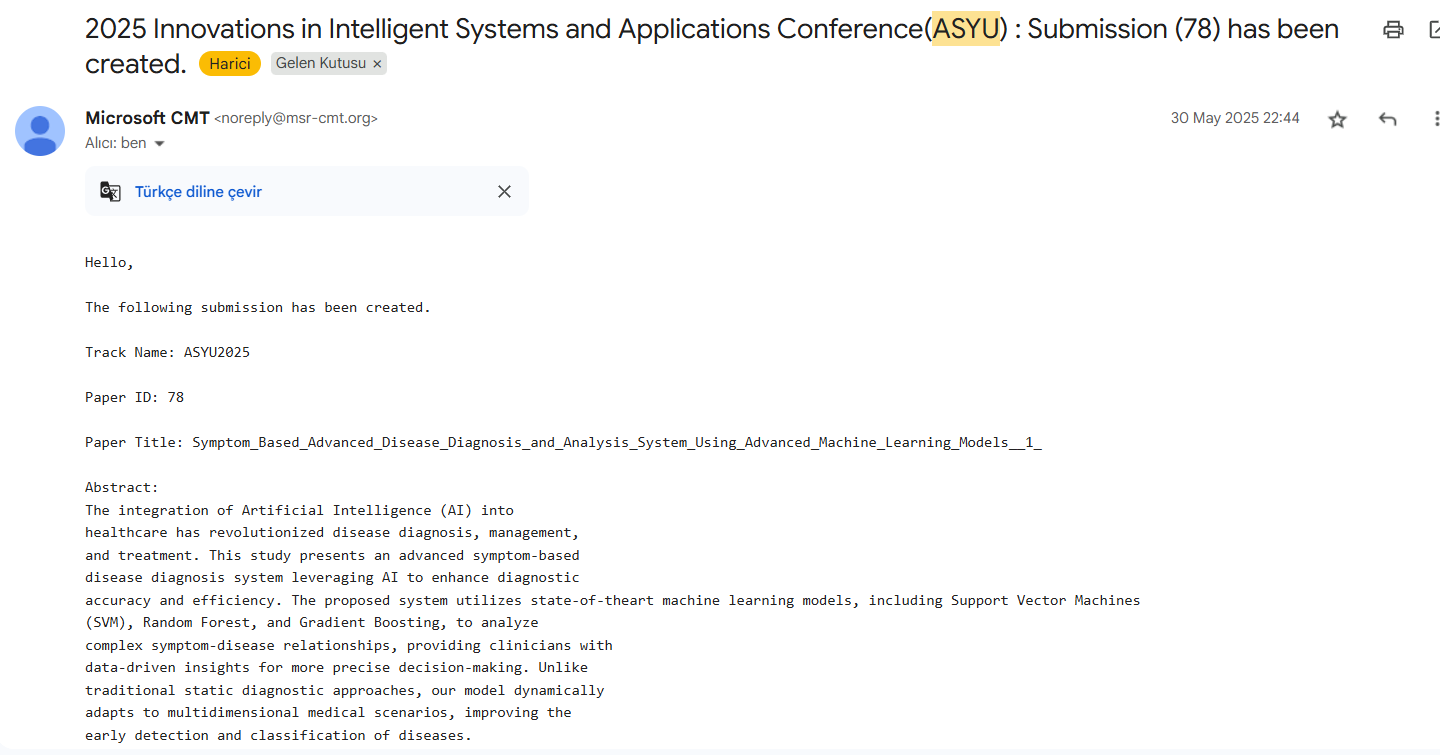 2025 Innovations in Intelligent Systems and Applications Conference(ASYU) : Submission (78) has been
created. Harici Gelen Kutusu ×
Microsoft CMT <noreply@msr-cmt.org>
30 May 2025 22:44
Alıcı: ben
Türkçe diline çevir
Hello,
The following submission has been created.
Track Name: ASYU2025
Paper ID: 78
Paper Title: Symptom_Based_Advanced_Disease_Diagnosis_and_Analysis_System_Using_Advanced_Machine_Learning_Models__1_
Abstract:
The integration of Artificial Intelligence (AI) into
healthcare has revolutionized disease diagnosis, management,
and treatment. This study presents an advanced symptom-based
disease diagnosis system leveraging AI to enhance diagnostic
accuracy and efficiency. The proposed system utilizes state-of-theart machine learning models, including Support Vector Machines
(SVM), Random Forest, and Gradient Boosting, to analyze
complex symptom-disease relationships, providing clinicians with
data-driven insights for more precise decision-making. Unlike
traditional static diagnostic approaches, our model dynamically
adapts to multidimensional medical scenarios, improving the
early detection and classification of diseases.